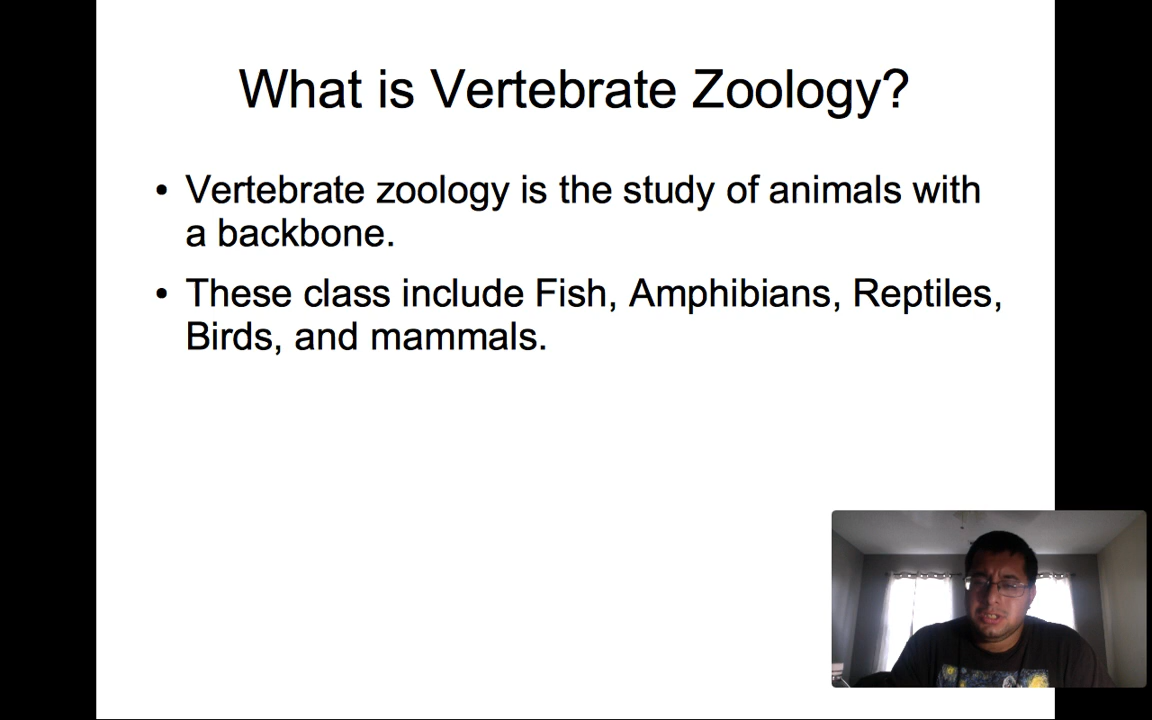 What is Vertebrate Zoology?
• Vertebrate zoology is the study of animals with
a backbone.
• These class include Fish, Amphibians, Reptiles,
Birds, and mammals.